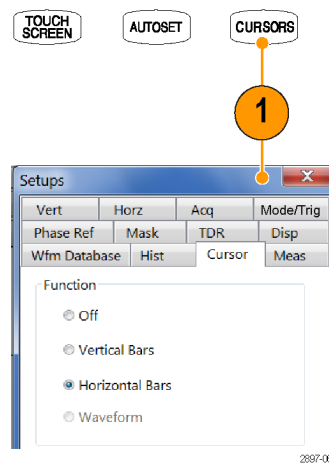 TOUCH
SCREEN
AUTOSET
CURSORS
1
Setups
Vert Horz Acq Mode/Trig
Phase Ref Mask TDR Disp
Wfm Database Hist Cursor Meas
Function
Off
Vertical Bars
Horizontal Bars
Waveform